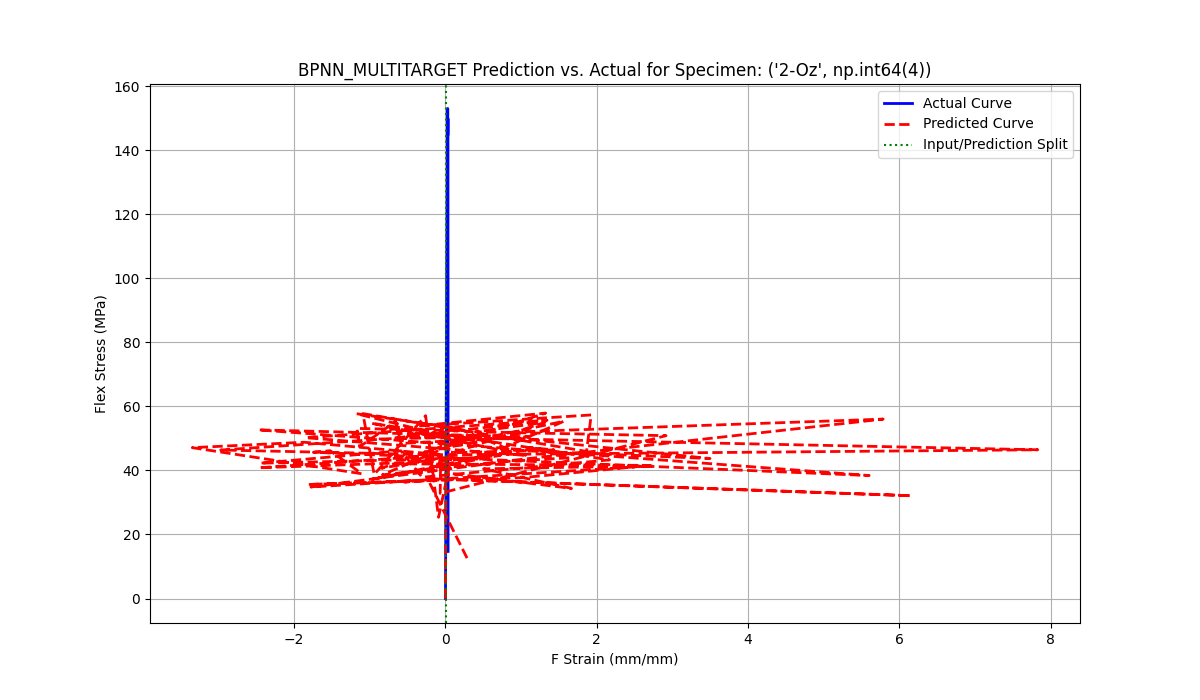 BPNN_MULTITARGET Prediction vs. Actual for Specimen: ('2-Oz', np.int64(4))
Actual Curve
Predicted Curve
Input/Prediction Split
160
140
120
100
80
60
40
20
0
Flex Stress (MPa)
−2
0
2
4
6
8
F Strain (mm/mm)